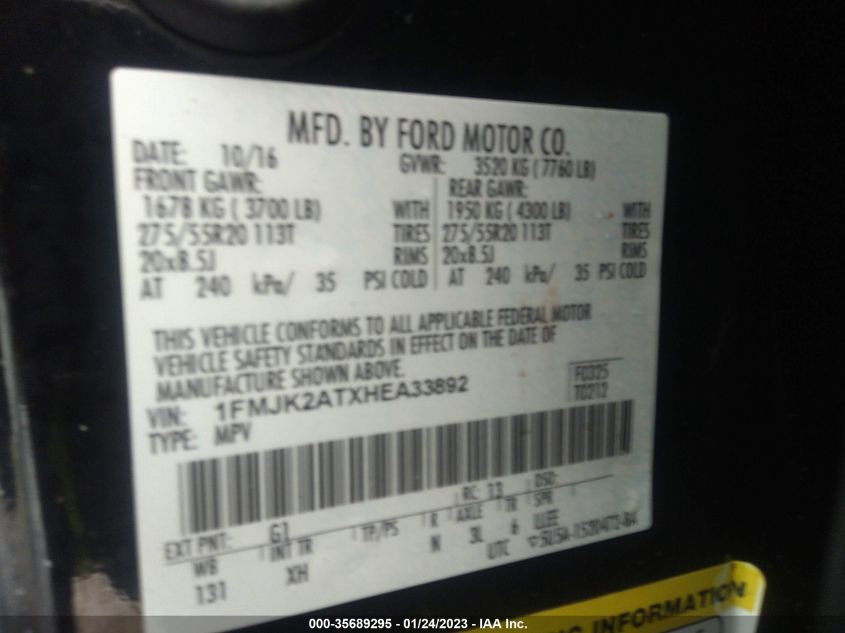 MFD. BY FORD MOTOR CO.
DATE: 10/16 GVWR: 3520 KG ( 7760 LB)
FRONT GAWR: REAR GAWR:
1678 KG ( 3700 LB) WITH 1950 KG ( 4300 LB) WITH
275/55R20 113T TIRES 275/55R20 113T TIRES
20x8.5J RIMS 20x8.5J RIMS
AT 240 kPa/ 35 PSI COLD AT 240 kPa/ 35 PSI COLD
THIS VEHICLE CONFORMS TO ALL APPLICABLE FEDERAL MOTOR
VEHICLE SAFETY STANDARDS IN EFFECT ON THE DATE OF
MANUFACTURE SHOWN ABOVE.
F0325
VIN: 1FMJK2ATXHEA33892 T0212
TYPE: MPV
RC: 13 DSO:
EXT PNT: G1
WB INT TR TP/PS R AXLE TR SPR
131 XH N 3L 6 LLEE
UTC
NG INFORMATION
000-35689295 - 01/24/2023 - IAA Inc.